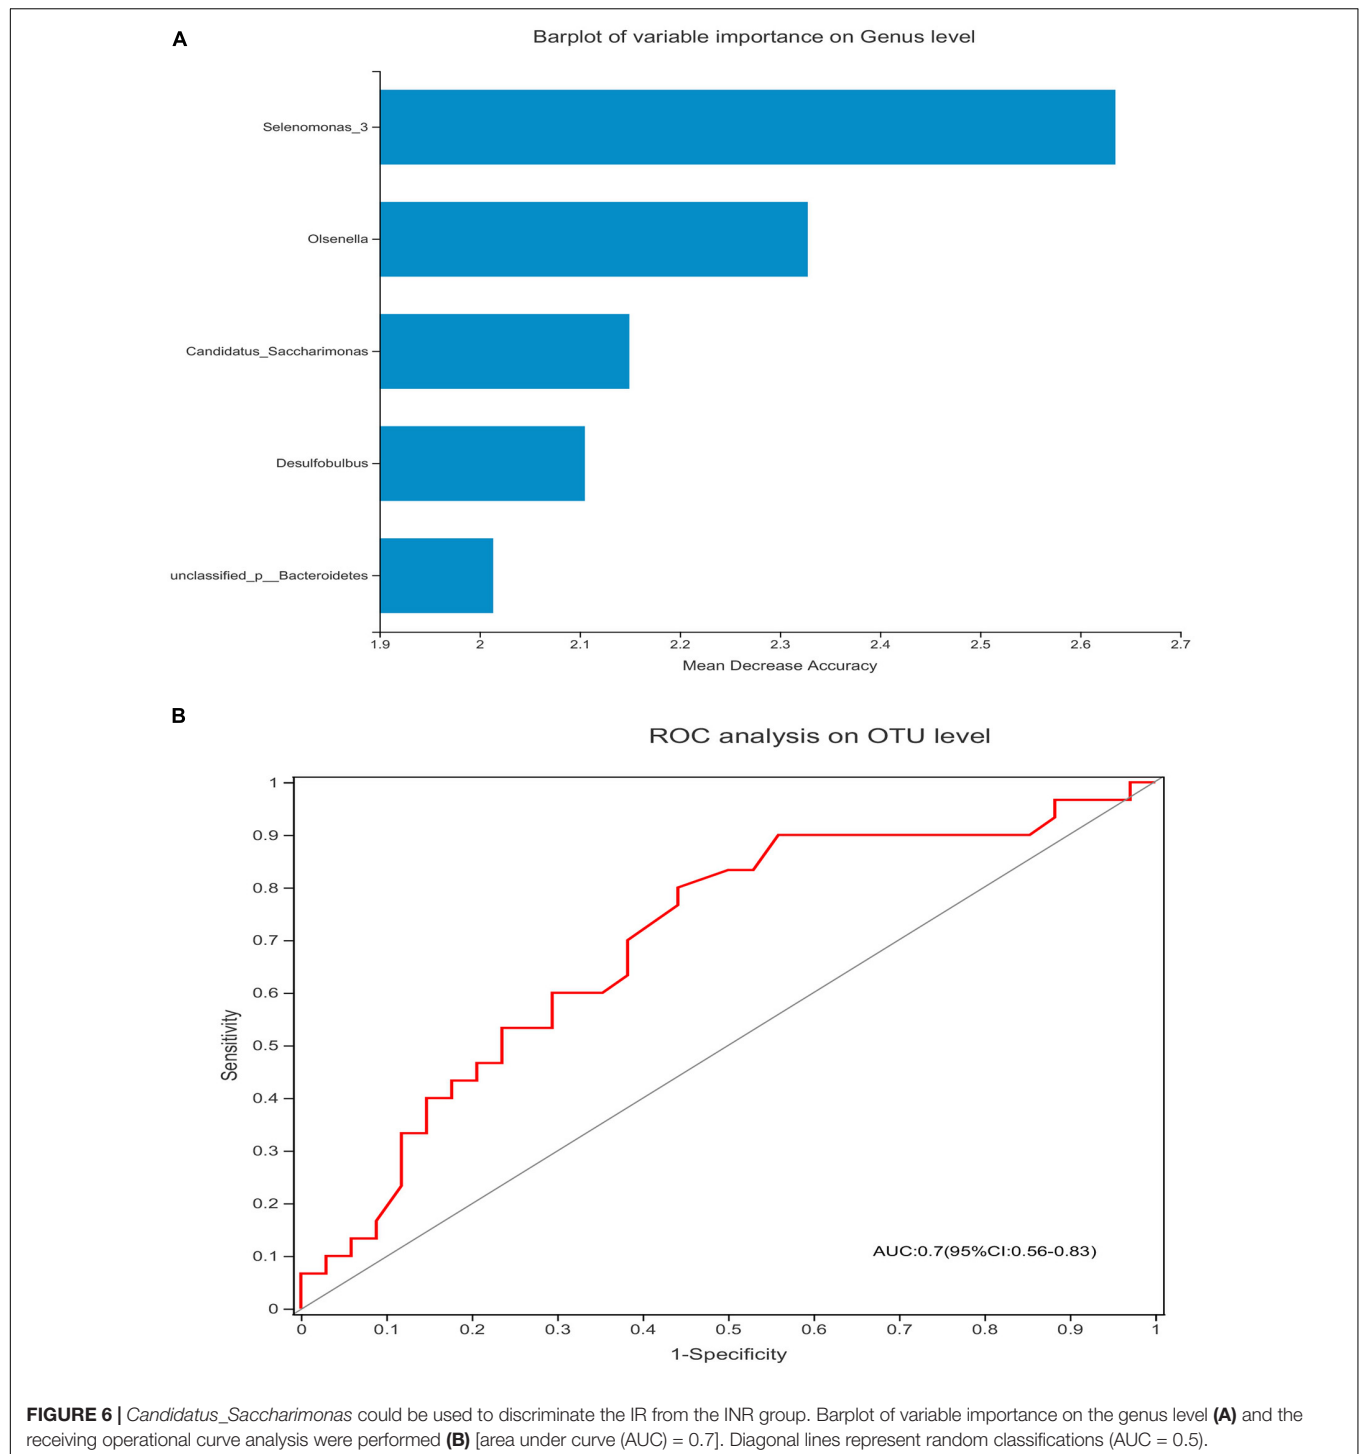 A
Barplot of variable importance on Genus level
Selenomonas_3
Olsenella
Candidatus_Saccharimonas
Desulfobulbus
unclassified_p__Bacteroidetes
1.9 2 2.1 2.2 2.3 2.4 2.5 2.6 2.7
Mean Decrease Accuracy
B
ROC analysis on OTU level
1
0.9
0.8
0.7
0.6
0.5
0.4
0.3
0.2
0.1
0
Sensitivity
AUC:0.7(95%CI:0.56-0.83)
0 0.1 0.2 0.3 0.4 0.5 0.6 0.7 0.8 0.9 1
1-Specificity
FIGURE 6 | Candidatus_Saccharimonas could be used to discriminate the IR from the INR group. Barplot of variable importance on the genus level (A) and the
receiving operational curve analysis were performed (B) [area under curve (AUC) = 0.7]. Diagonal lines represent random classifications (AUC = 0.5).